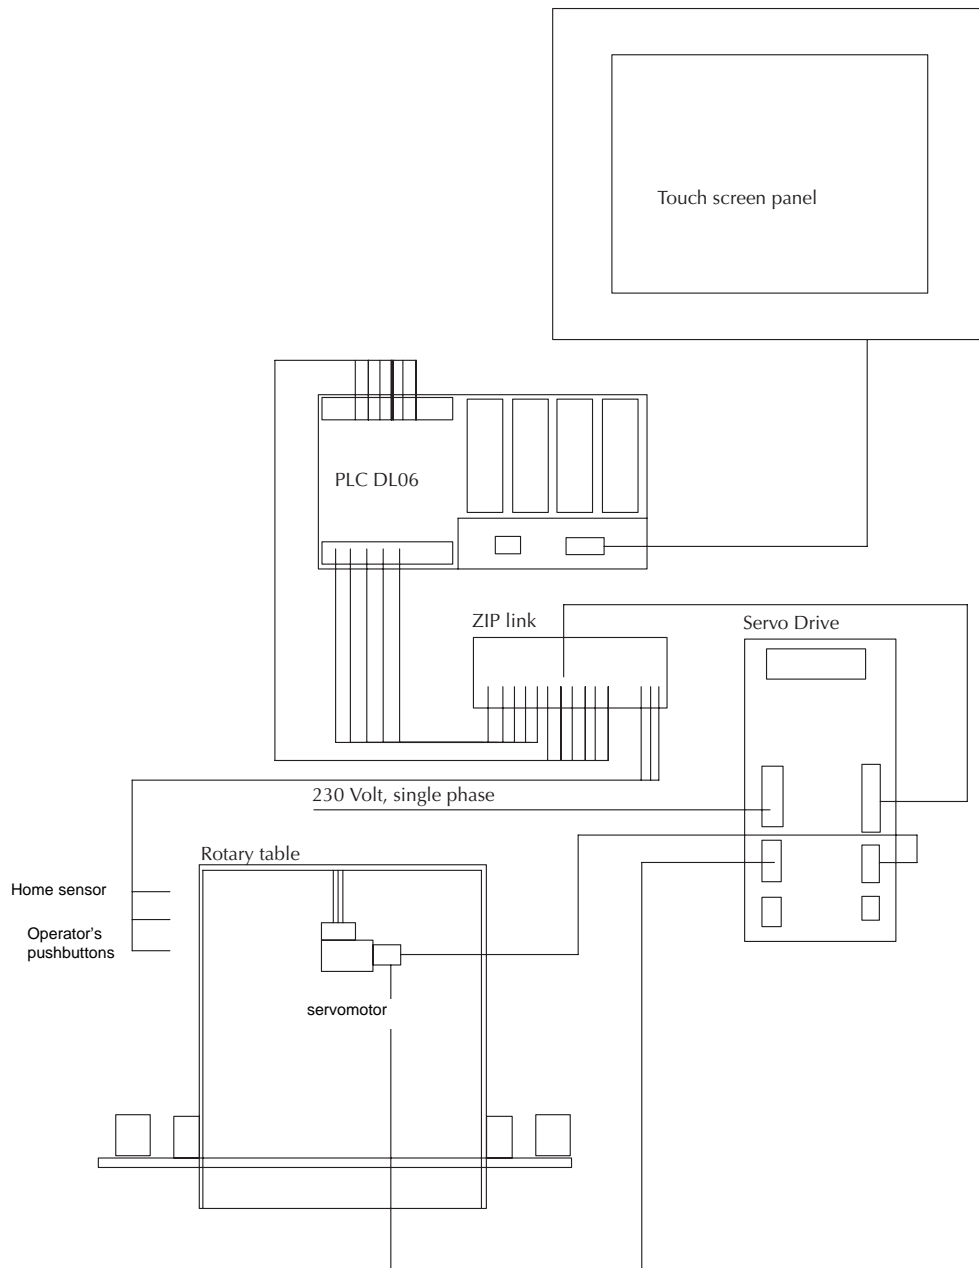 Touch screen panel
PLC DL06
ZIP link
Servo Drive
230 Volt, single phase
Rotary table
Home sensor
Operator's
pushbuttons
servomotor